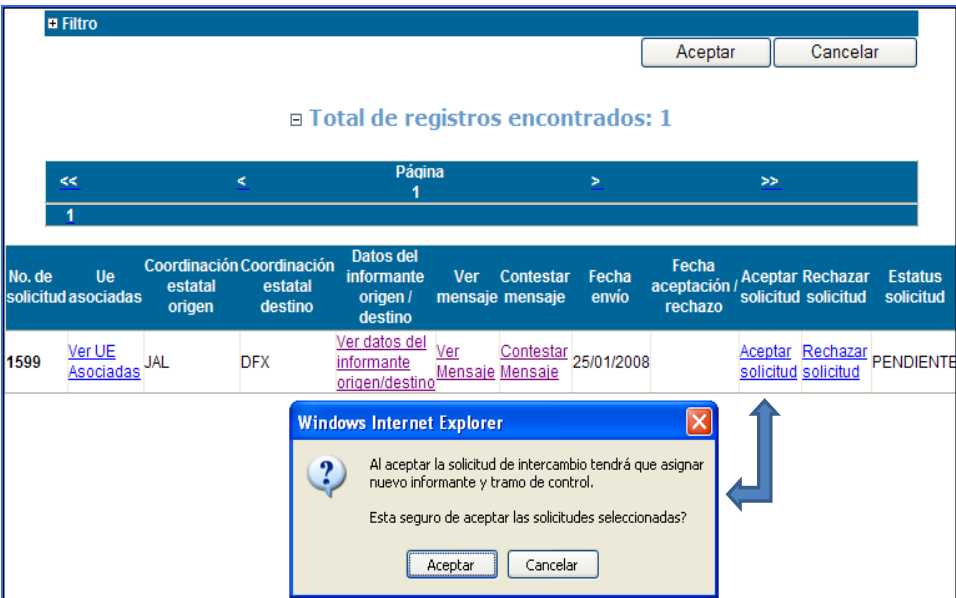 Filtro
Aceptar Cancelar
Total de registros encontrados: 1
<< < Página > >>
1
1
No. de solicitud Ue asociadas Coordinación estatal origen Coordinación estatal destino Datos del informante origen / destino Ver mensaje Contestar mensaje Fecha envío Fecha aceptación / rechazo Aceptar solicitud Rechazar solicitud Estatus solicitud
1599 Ver UE Asociadas JAL DFX Ver datos del informante origen/destino Ver Mensaje Contestar Mensaje 25/01/2008 Aceptar solicitud Rechazar solicitud PENDIENTE
Windows Internet Explorer
Al aceptar la solicitud de intercambio tendrá que asignar
nuevo informante y tramo de control.
Esta seguro de aceptar las solicitudes seleccionadas?
Aceptar Cancelar